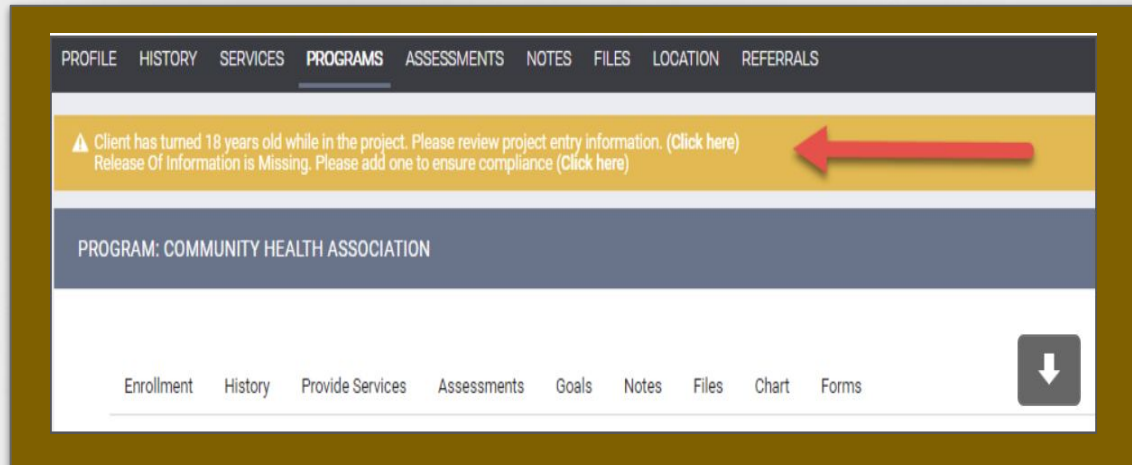 PROFILE HISTORY SERVICES PROGRAMS ASSESSMENTS NOTES FILES LOCATION REFERRALS
Client has turned 18 years old while in the project. Please review project entry information. (Click here)
Release Of Information is Missing. Please add one to ensure compliance (Click here)
PROGRAM: COMMUNITY HEALTH ASSOCIATION
Enrollment History Provide Services Assessments Goals Notes Files Chart Forms